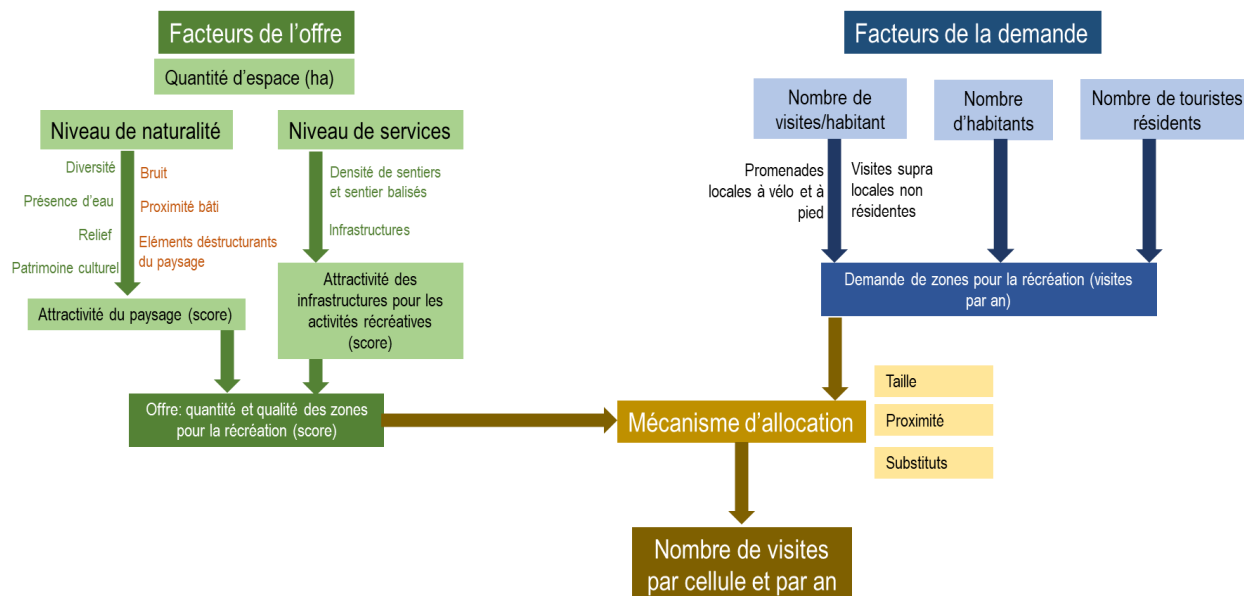 Facteurs de l'offre
Quantité d'espace (ha)
Niveau de naturalité
Diversité
Présence d'eau
Relief
Patrimoine culturel
Bruit
Proximité bâti
Eléments déstructurants
du paysage
Attractivité du paysage (score)
Niveau de services
Densité de sentiers
et sentier balisés
Infrastructures
Attractivité des
infrastructures pour les
activités récréatives
(score)
Offre: quantité et qualité des zones
pour la récréation (score)
Facteurs de la demande
Nombre de
visites/habitant
Nombre
d'habitants
Nombre de touristes
résidents
Promenades
locales à vélo et à
pied
Visites supra
locales non
résidentes
Demande de zones pour la récréation (visites
par an)
Mécanisme d'allocation
Taille
Proximité
Substituts
Nombre de visites
par cellule et par an